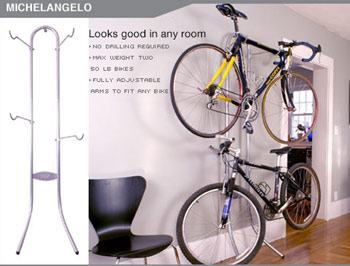 MICHELANGELO
Looks good in any room
• NO DRILLING REQUIRED
• MAX WEIGHT TWO
50 LB BIKES
• FULLY ADJUSTABLE
ARMS TO FIT ANY BIKE